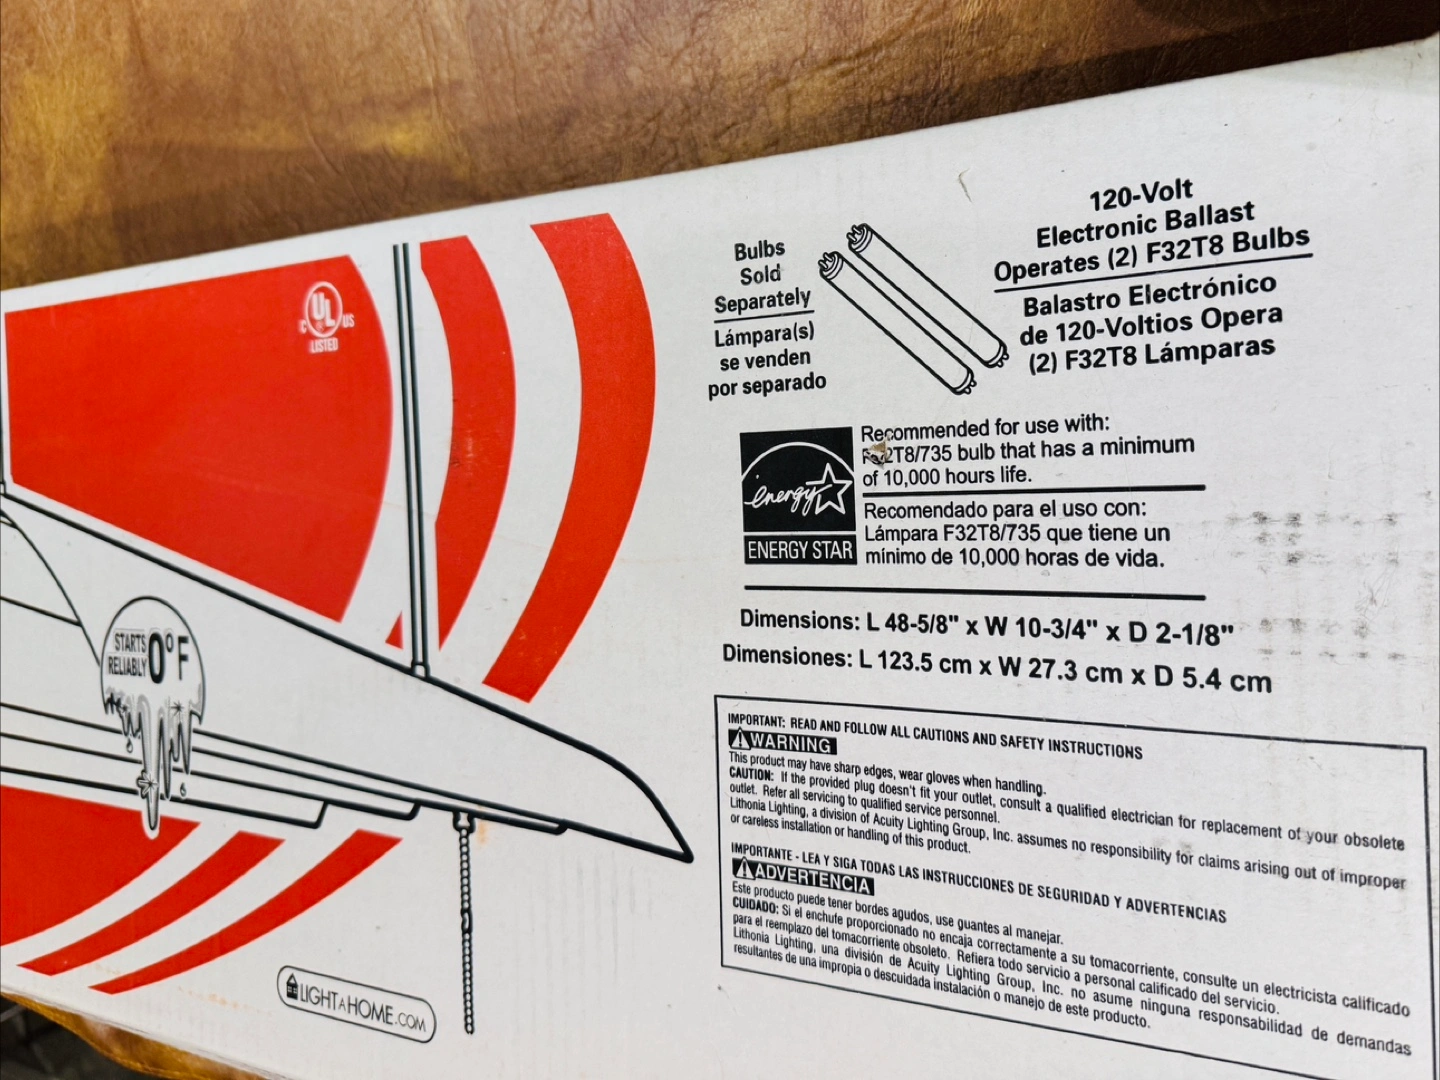 C UL US
LISTED
STARTS
RELIABLY 0° F
LIGHTAHOME.COM
Bulbs
Sold
Separately
Lámpara(s)
se venden
por separado
120-Volt
Electronic Ballast
Operates (2) F32T8 Bulbs
Balastro Electrónico
de 120-Voltios Opera
(2) F32T8 Lámparas
energy
ENERGY STAR
Recommended for use with:
F32T8/735 bulb that has a minimum
of 10,000 hours life.
Recomendado para el uso con:
Lámpara F32T8/735 que tiene un
mínimo de 10,000 horas de vida.
Dimensions: L 48-5/8" x W 10-3/4" x D 2-1/8"
Dimensiones: L 123.5 cm x W 27.3 cm x D 5.4 cm
IMPORTANT: READ AND FOLLOW ALL CAUTIONS AND SAFETY INSTRUCTIONS
WARNING
This product may have sharp edges, wear gloves when handling.
CAUTION: If the provided plug doesn't fit your outlet, consult a qualified electrician for replacement of your obsolete
outlet. Refer all servicing to qualified service personnel.
Lithonia Lighting, a division of Acuity Lighting Group, Inc. assumes no responsibility for claims arising out of improper
or careless installation or handling of this product.
IMPORTANTE - LEA Y SIGA TODAS LAS INSTRUCCIONES DE SEGURIDAD Y ADVERTENCIAS
ADVERTENCIA
Este producto puede tener bordes agudos, use guantes al manejar.
CUIDADO: Si el enchufe proporcionado no encaja correctamente a su tomacorriente, consulte un electricista calificado
para el reemplazo del tomacorriente obsoleto. Refiera todo servicio a personal calificado del servicio.
Lithonia Lighting, una división de Acuity Lighting Group, Inc. no asume ninguna responsabilidad de demandas
resultantes de una impropia o descuidada instalación o manejo de este producto.